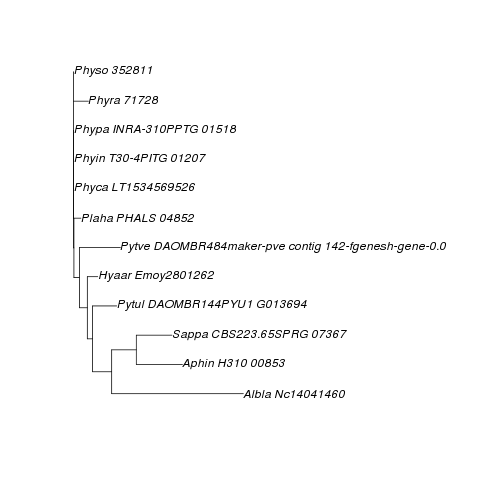 Physo 352811
Phyra 71728
Phypa INRA-310PPTG 01518
Phyin T30-4PITG 01207
Phyca LT1534569526
Plaha PHALS 04852
Pytve DAOMBR484maker-pve contig 142-fgenesh-gene-0.0
Hyaar Emoy2801262
Pytul DAOMBR144PYU1 G013694
Sappa CBS223.65SPRG 07367
Aphin H310 00853
Albla Nc14041460